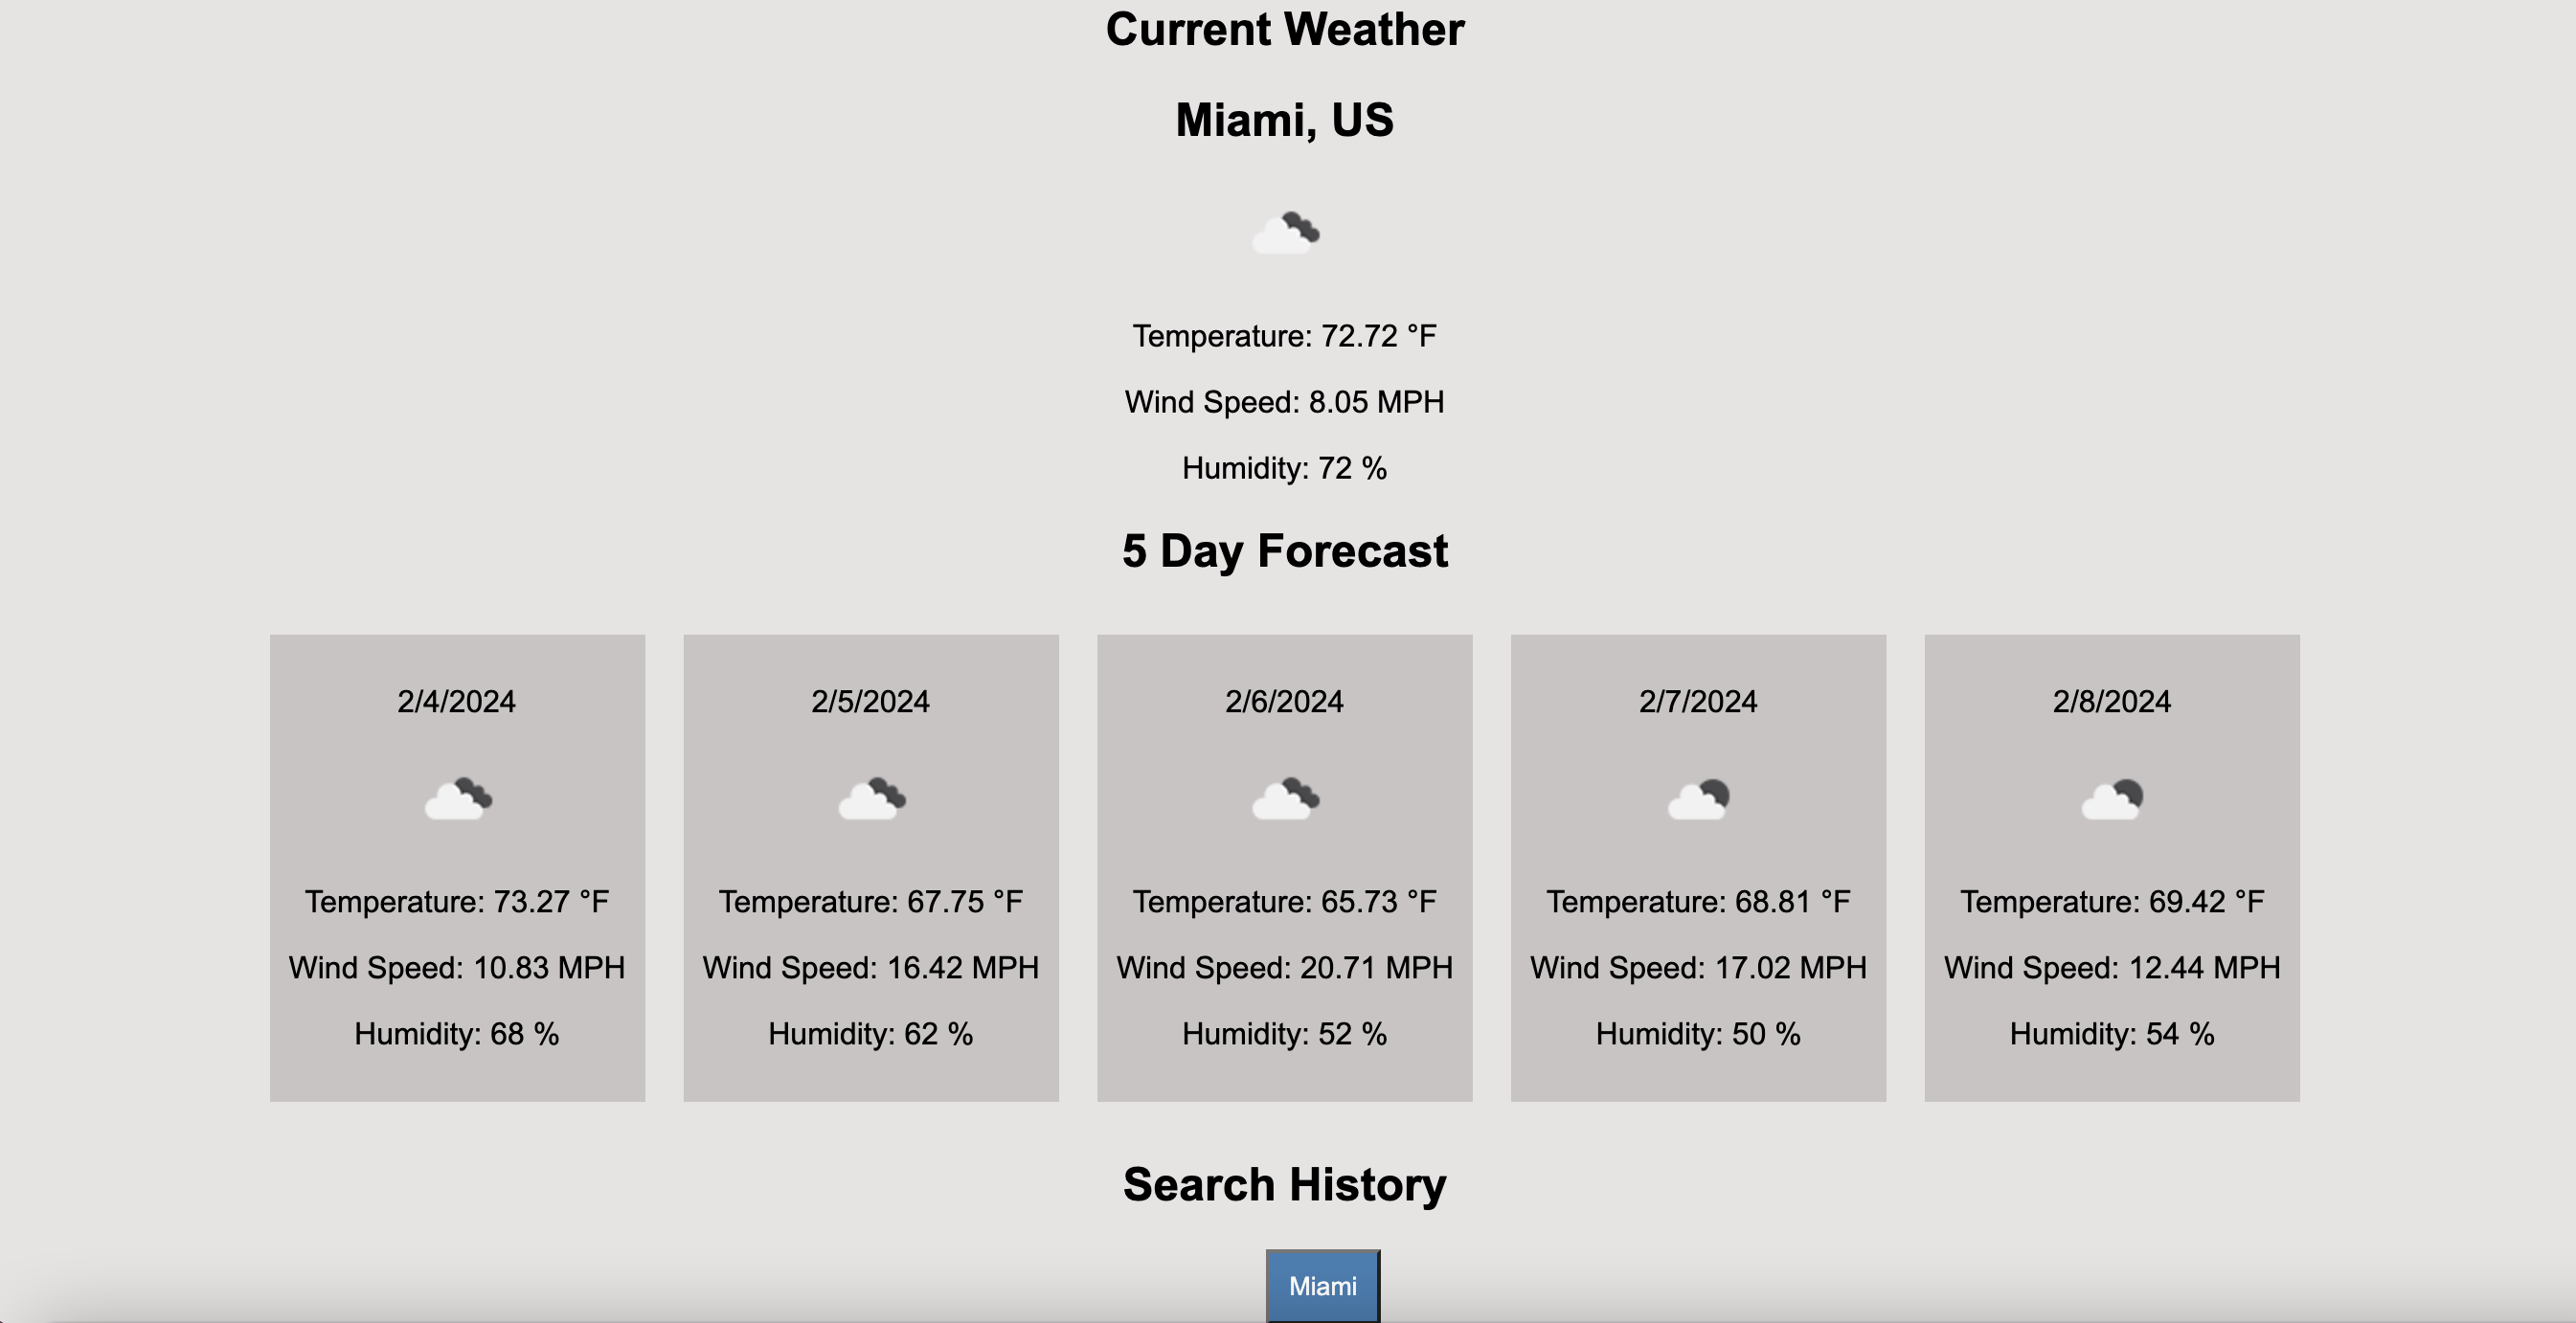 Current Weather
Miami, US
Temperature: 72.72 °F
Wind Speed: 8.05 MPH
Humidity: 72 %
5 Day Forecast
2/4/2024
Temperature: 73.27 °F
Wind Speed: 10.83 MPH
Humidity: 68 %
2/5/2024
Temperature: 67.75 °F
Wind Speed: 16.42 MPH
Humidity: 62 %
2/6/2024
Temperature: 65.73 °F
Wind Speed: 20.71 MPH
Humidity: 52 %
2/7/2024
Temperature: 68.81 °F
Wind Speed: 17.02 MPH
Humidity: 50 %
2/8/2024
Temperature: 69.42 °F
Wind Speed: 12.44 MPH
Humidity: 54 %
Search History
Miami